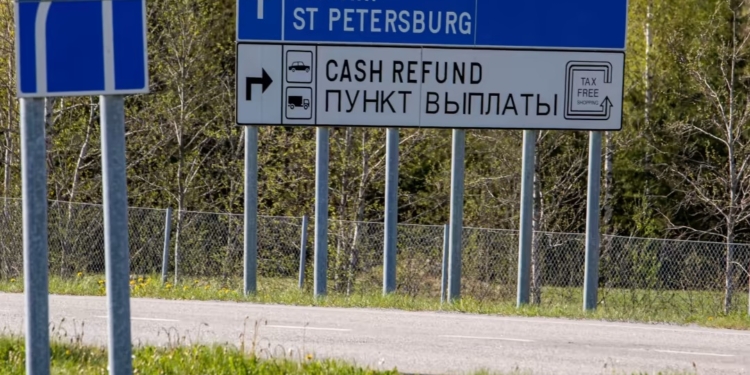 ST PETERSBURG
CASH REFUND
ПУНКТ ВЫПЛАТЫ
TAX
FREE
SHOPPING